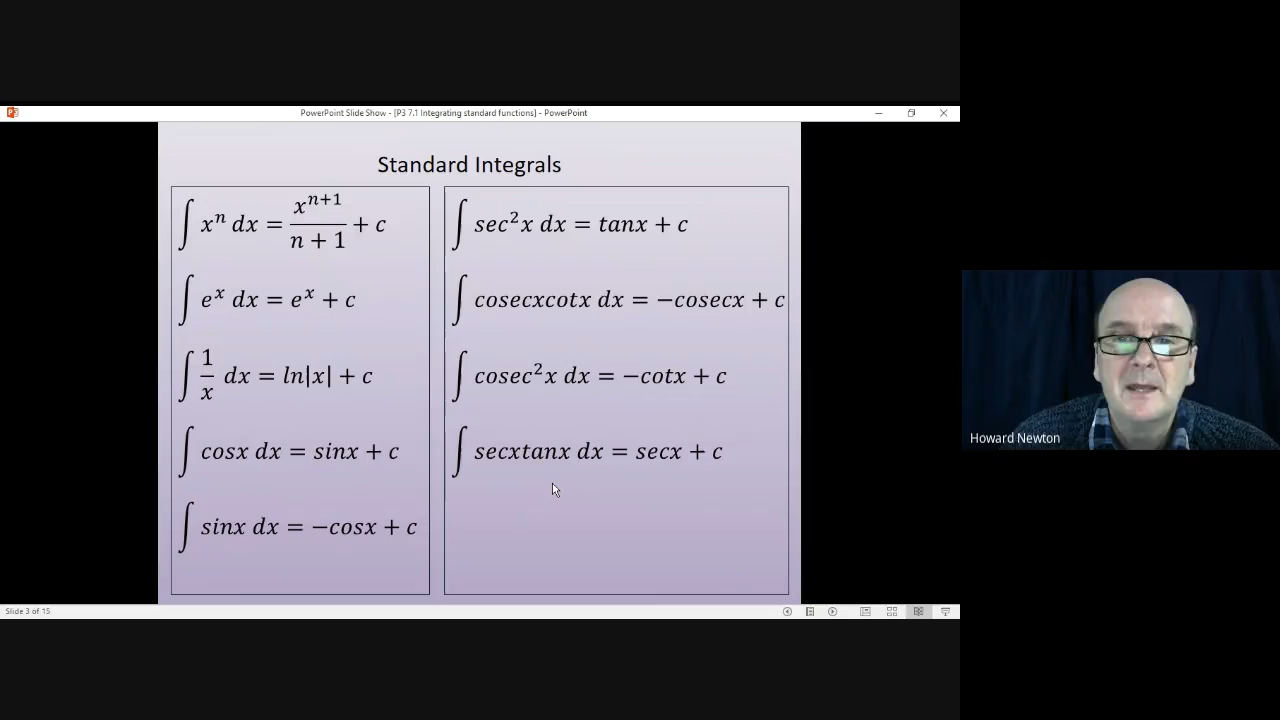 PowerPoint Slide Show - [P3 7.1 Integrating standard functions] - PowerPoint
Standard Integrals
∫ xⁿ dx = xⁿ⁺¹/(n + 1) + c
∫ eˣ dx = eˣ + c
∫ 1/x dx = ln|x| + c
∫ cosx dx = sinx + c
∫ sinx dx = −cosx + c
∫ sec²x dx = tanx + c
∫ cosecxcotx dx = −cosecx + c
∫ cosec²x dx = −cotx + c
∫ secxtanx dx = secx + c
Howard Newton
Slide 3 of 15